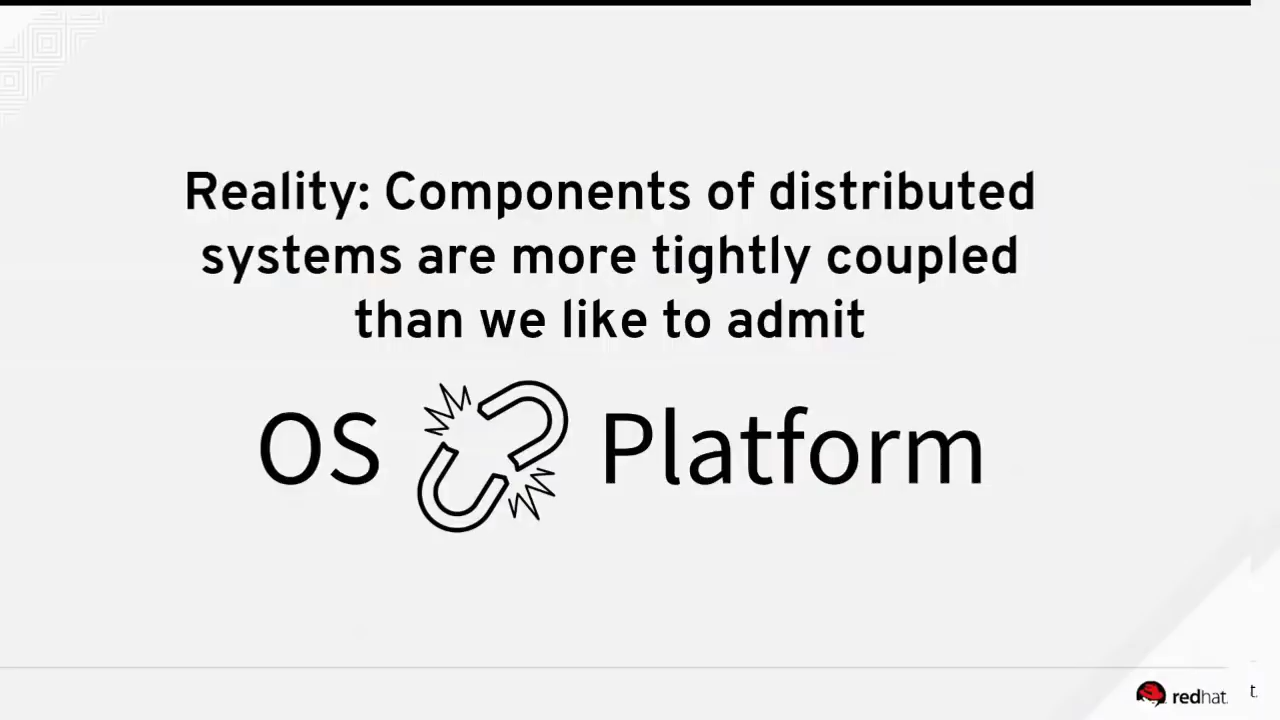 Reality: Components of distributed
systems are more tightly coupled
than we like to admit
OS Platform
redhat.
t.